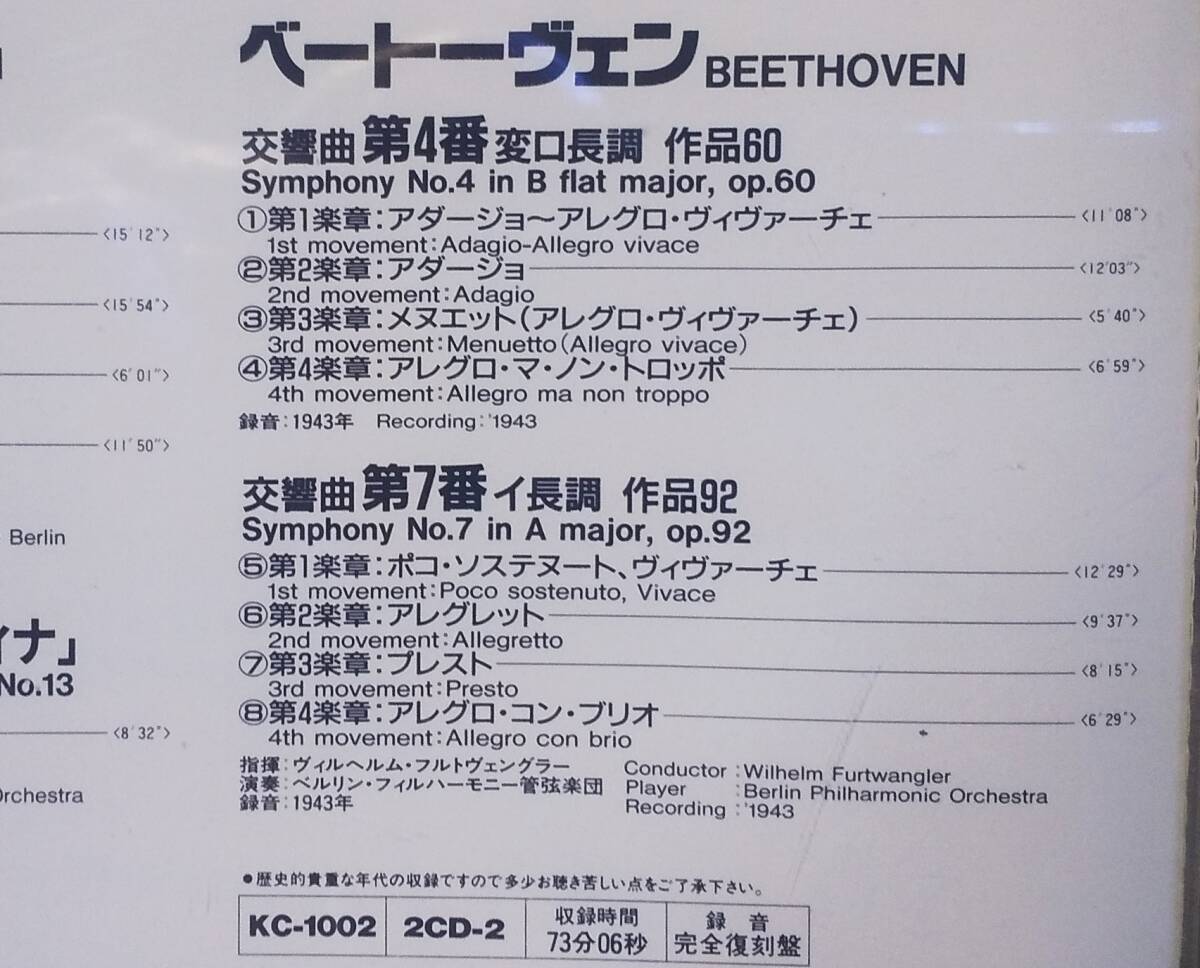 <15'12">
<15'54">
<6'01">
<11'50">
Berlin
ィナ」
No.13
<8'32">
Orchestra
ベートーヴェン BEETHOVEN
交響曲 第4番 変ロ長調 作品60
Symphony No.4 in B flat major, op.60
①第1楽章:アダージョ〜アレグロ・ヴィヴァーチェ <11'08">
1st movement:Adagio-Allegro vivace
②第2楽章:アダージョ <12'03">
2nd movement:Adagio
③第3楽章:メヌエット(アレグロ・ヴィヴァーチェ) <5'40">
3rd movement:Menuetto(Allegro vivace)
④第4楽章:アレグロ・マ・ノン・トロッポ <6'59">
4th movement:Allegro ma non troppo
録音:1943年 Recording:'1943
交響曲 第7番 イ長調 作品92
Symphony No.7 in A major, op.92
⑤第1楽章:ポコ・ソステヌート、ヴィヴァーチェ <12'29">
1st movement:Poco sostenuto, Vivace
⑥第2楽章:アレグレット <9'37">
2nd movement:Allegretto
⑦第3楽章:プレスト <8'15">
3rd movement:Presto
⑧第4楽章:アレグロ・コン・ブリオ <6'29">
4th movement:Allegro con brio
指揮:ヴィルヘルム・フルトヴェングラー Conductor:Wilhelm Furtwangler
演奏:ベルリン・フィルハーモニー管弦楽団 Player:Berlin Philharmonic Orchestra
録音:1943年 Recording:'1943
●歴史的貴重な年代の収録ですので多少お聴き苦しい点をご了承下さい。
KC-1002 2CD-2 収録時間 73分06秒 録音 完全復刻盤